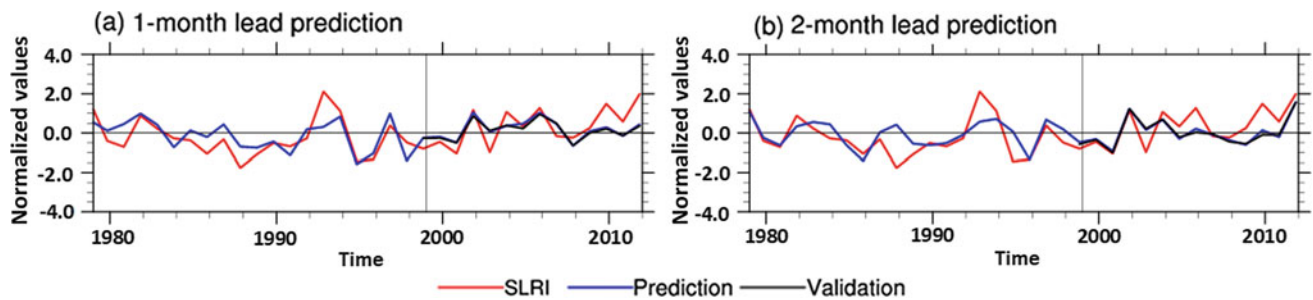 (a) 1-month lead prediction
Normalized values
4.0
2.0
0.0
-2.0
-4.0
1980
1990
2000
2010
Time
(b) 2-month lead prediction
Normalized values
4.0
2.0
0.0
-2.0
-4.0
1980
1990
2000
2010
Time
SLRI
Prediction
Validation